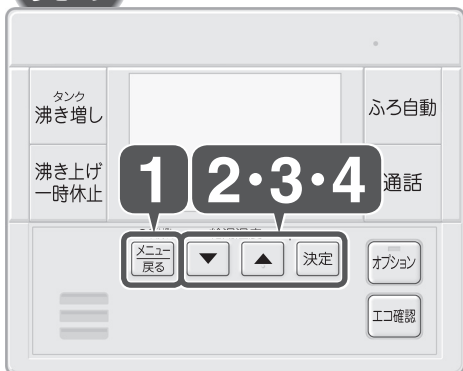 タンク
沸き増し
ふろ自動
沸き上げ
一時休止
1
2・3・4
通話
メニュー
戻る
▼
▲
決定
オプション
エコ確認